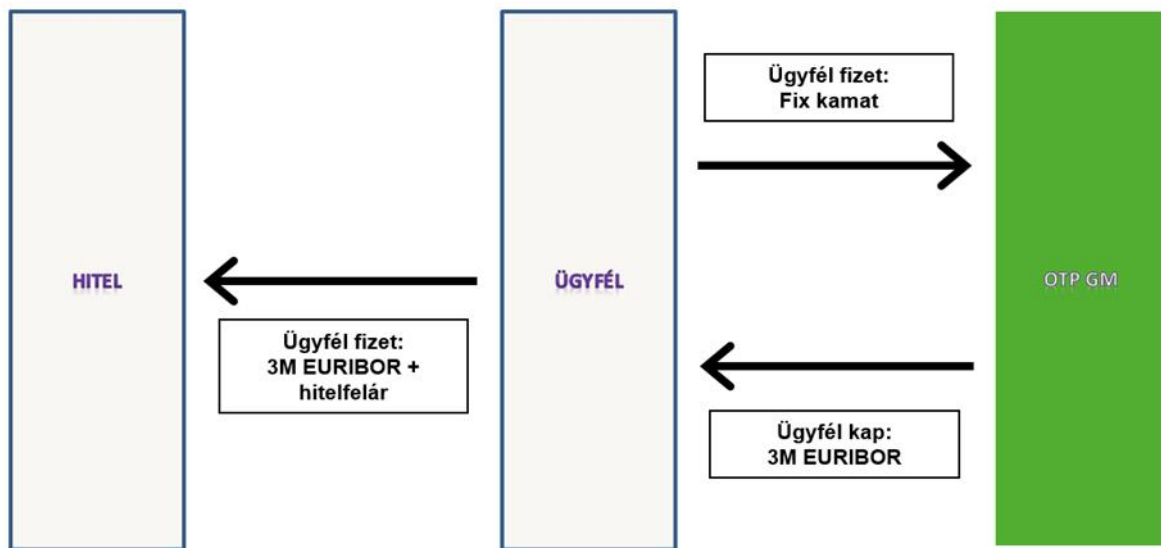 Ügyfél fizet:
Fix kamat
HITEL
ÜGYFÉL
OTP GM
Ügyfél fizet:
3M EURIBOR +
hitelfelár
Ügyfél kap:
3M EURIBOR